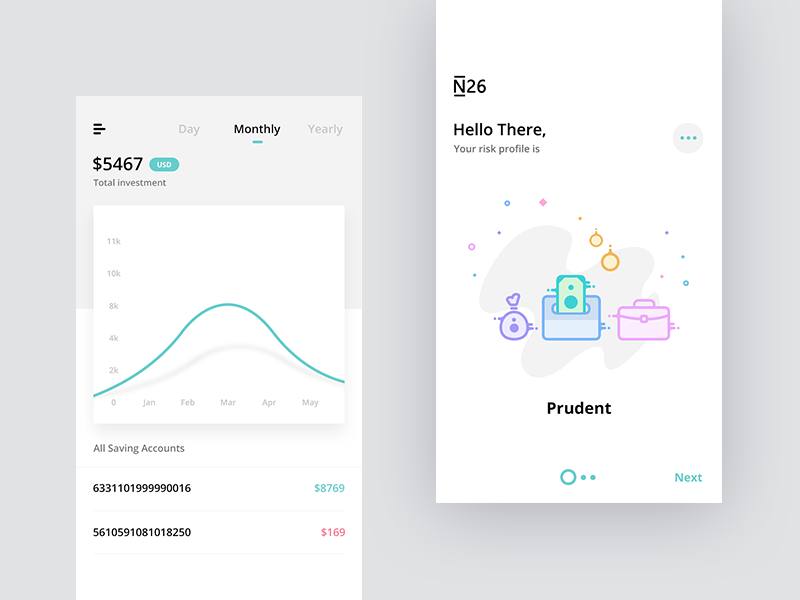 Day Monthly Yearly
$5467 USD
Total investment
11k
10k
8k
4k
2k
0 Jan Feb Mar Apr May
All Saving Accounts
6331101999990016 $8769
5610591081018250 $169
N26
Hello There,
Your risk profile is
Prudent
Next